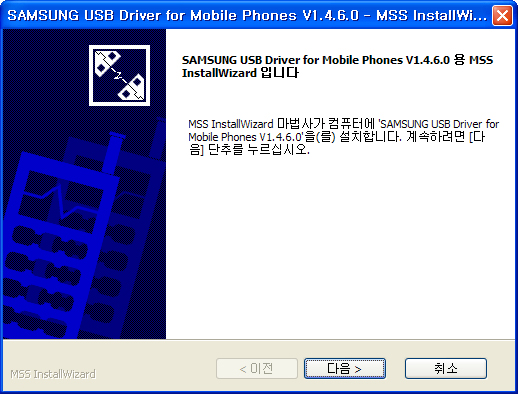 SAMSUNG USB Driver for Mobile Phones V1.4.6.0 – MSS InstallWi...
SAMSUNG USB Driver for Mobile Phones V1.4.6.0 용 MSS
InstallWizard 입니다
MSS InstallWizard 마법사가 컴퓨터에 'SAMSUNG USB Driver for
Mobile Phones V1.4.6.0'을(를) 설치합니다. 계속하려면 [다
음] 단추를 누르십시오.
MSS InstallWizard
< 이전
다음 >
취소